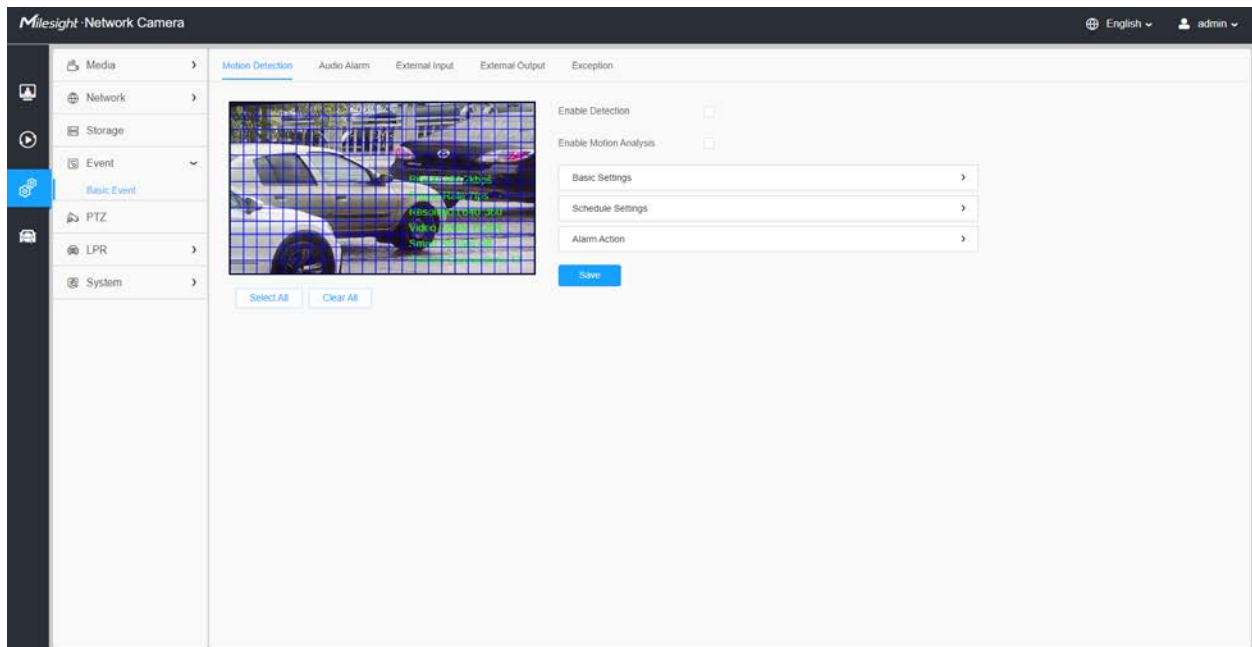 Milesight · Network Camera
English
admin
Media
Network
Storage
Event
Basic Event
PTZ
LPR
System
Motion Detection
Audio Alarm
External Input
External Output
Exception
Enable Detection
Enable Motion Analysis
Basic Settings
Schedule Settings
Alarm Action
Save
Select All
Clear All